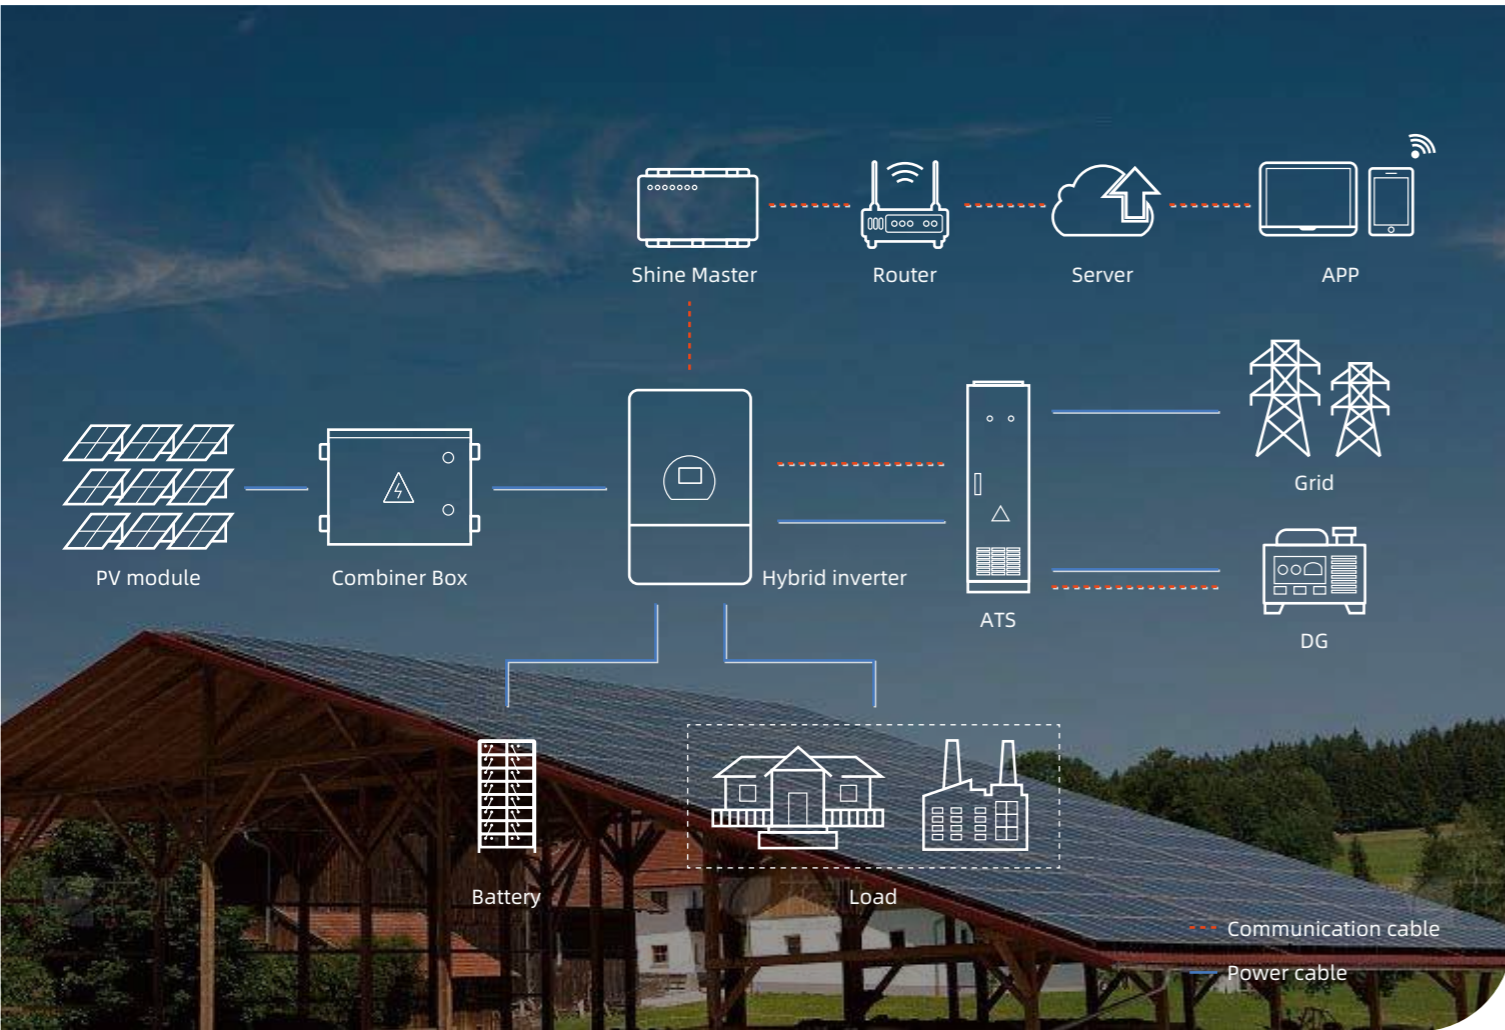 Shine Master
Router
Server
APP
Grid
PV module
Combiner Box
Hybrid inverter
ATS
DG
Battery
Load
Communication cable
Power cable